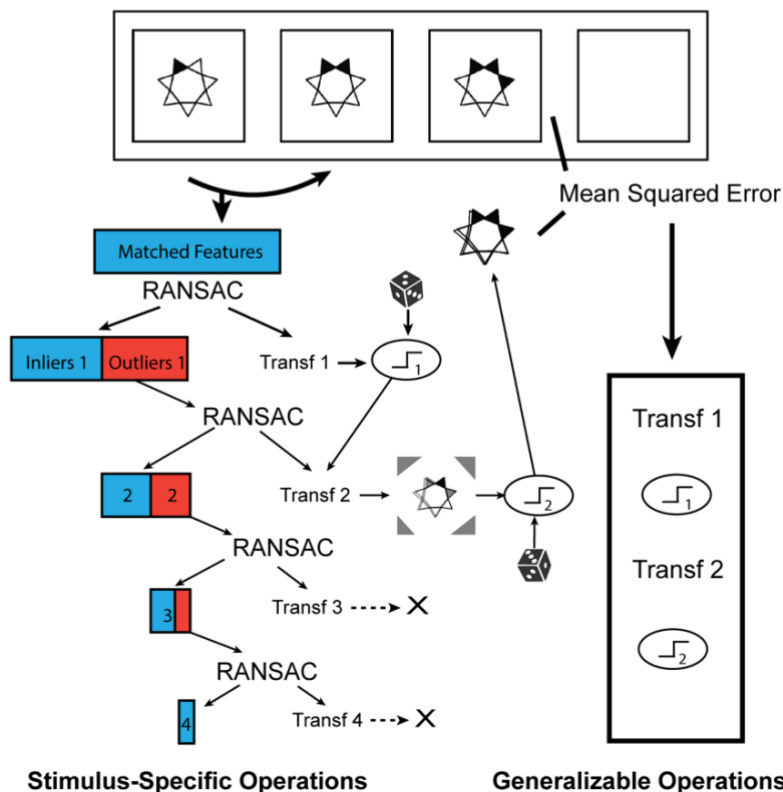 Mean Squared Error
Matched Features
RANSAC
Inliers 1
Outliers 1
Transf 1
1
RANSAC
Transf 1
2
2
Transf 2
2
1
RANSAC
Transf 2
3
Transf 3
X
2
RANSAC
4
Transf 4
X
Stimulus-Specific Operations
Generalizable Operations